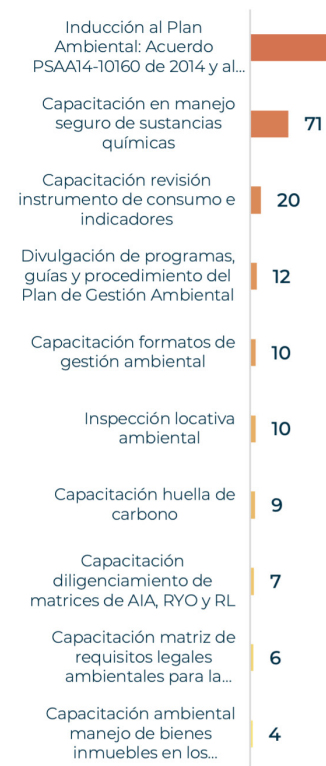 Inducción al Plan
Ambiental: Acuerdo
PSAA14-10160 de 2014 y al...
Capacitación en manejo
seguro de sustancias
químicas
71
Capacitación revisión
instrumento de consumo e
indicadores
20
Divulgación de programas,
guías y procedimiento del
Plan de Gestión Ambiental
12
Capacitación formatos de
gestión ambiental
10
Inspección locativa
ambiental
10
Capacitación huella de
carbono
9
Capacitación
diligenciamiento de
matrices de AIA, RYO y RL
7
Capacitación matriz de
requisitos legales
ambientales para la...
6
Capacitación ambiental
manejo de bienes
inmuebles en los...
4